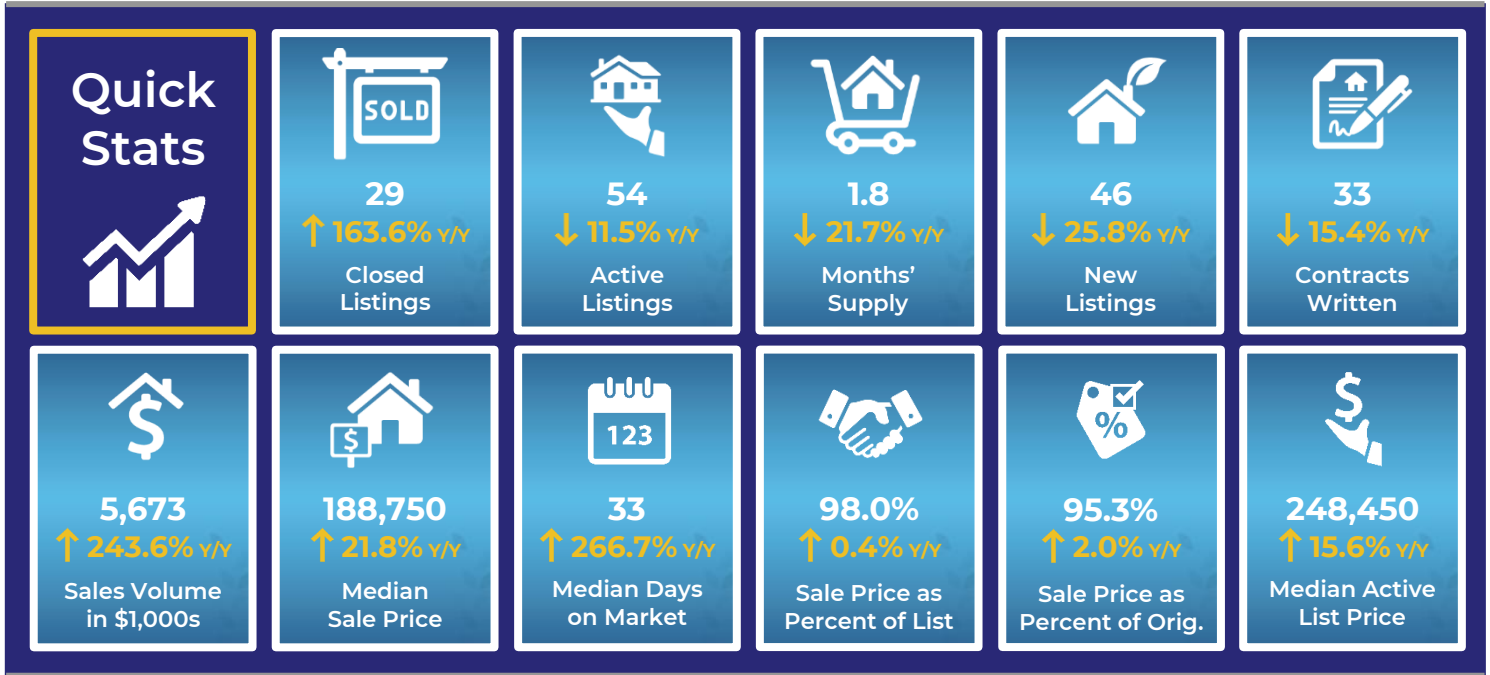 Quick
Stats
SOLD
29
↑ 163.6% Y/Y
Closed
Listings
54
↓ 11.5% Y/Y
Active
Listings
1.8
↓ 21.7% Y/Y
Months’
Supply
46
↓ 25.8% Y/Y
New
Listings
33
↓ 15.4% Y/Y
Contracts
Written
$
5,673
↑ 243.6% Y/Y
Sales Volume
in $1,000s
$
188,750
↑ 21.8% Y/Y
Median
Sale Price
123
33
↑ 266.7% Y/Y
Median Days
on Market
98.0%
↑ 0.4% Y/Y
Sale Price as
Percent of List
%
95.3%
↑ 2.0% Y/Y
Sale Price as
Percent of Orig.
$
248,450
↑ 15.6% Y/Y
Median Active
List Price